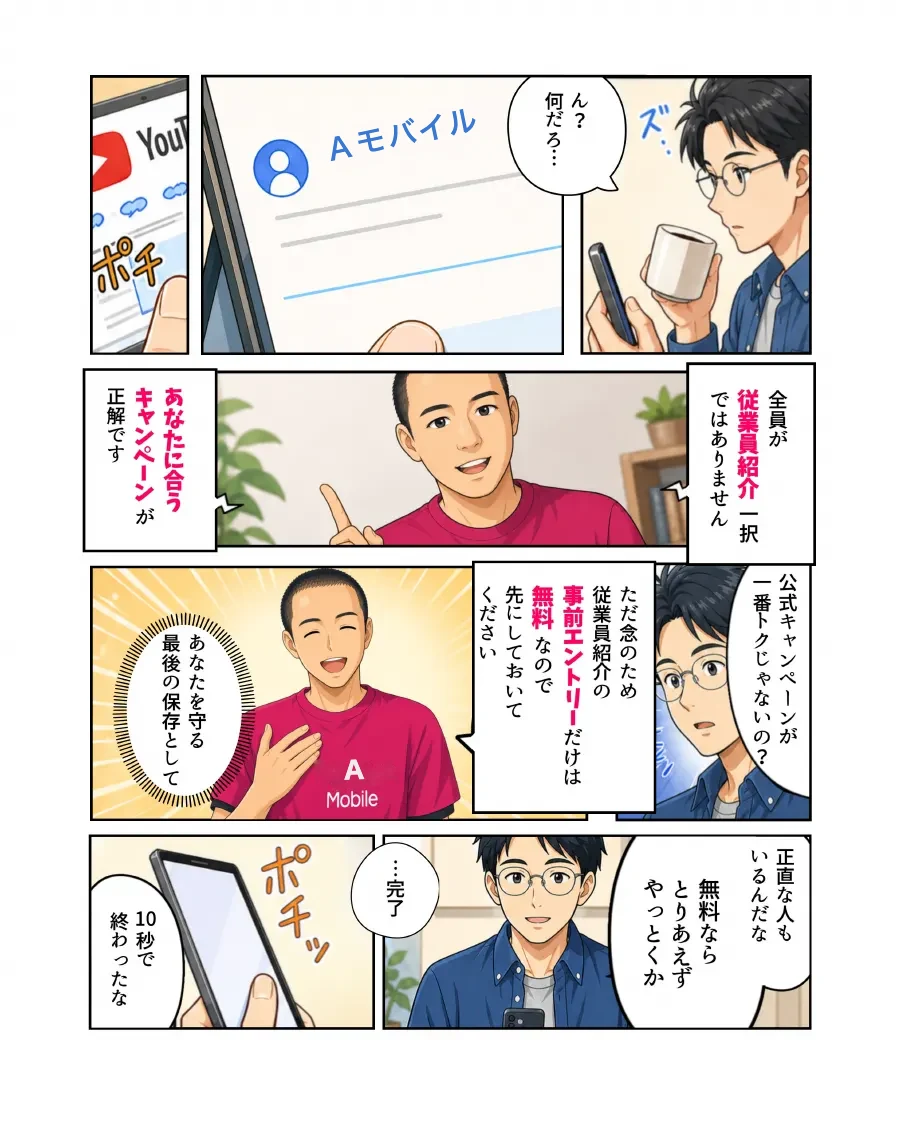 ズ…
ん？
何だろ…
Aモバイル
YouT
ポチ
全員が
従業員紹介一択
ではありません
あなたに合う
キャンペーンが
正解です
公式キャンペーンが
一番トクじゃないの？
ただ念のため
従業員紹介の
事前エントリーだけは
無料なので
先にしておいて
ください
あなたを守る
最後の保存として
A
Mobile
正直な人も
いるんだな
無料なら
とりあえず
やっとくか
…完了
ポチッ
10秒で
終わったな